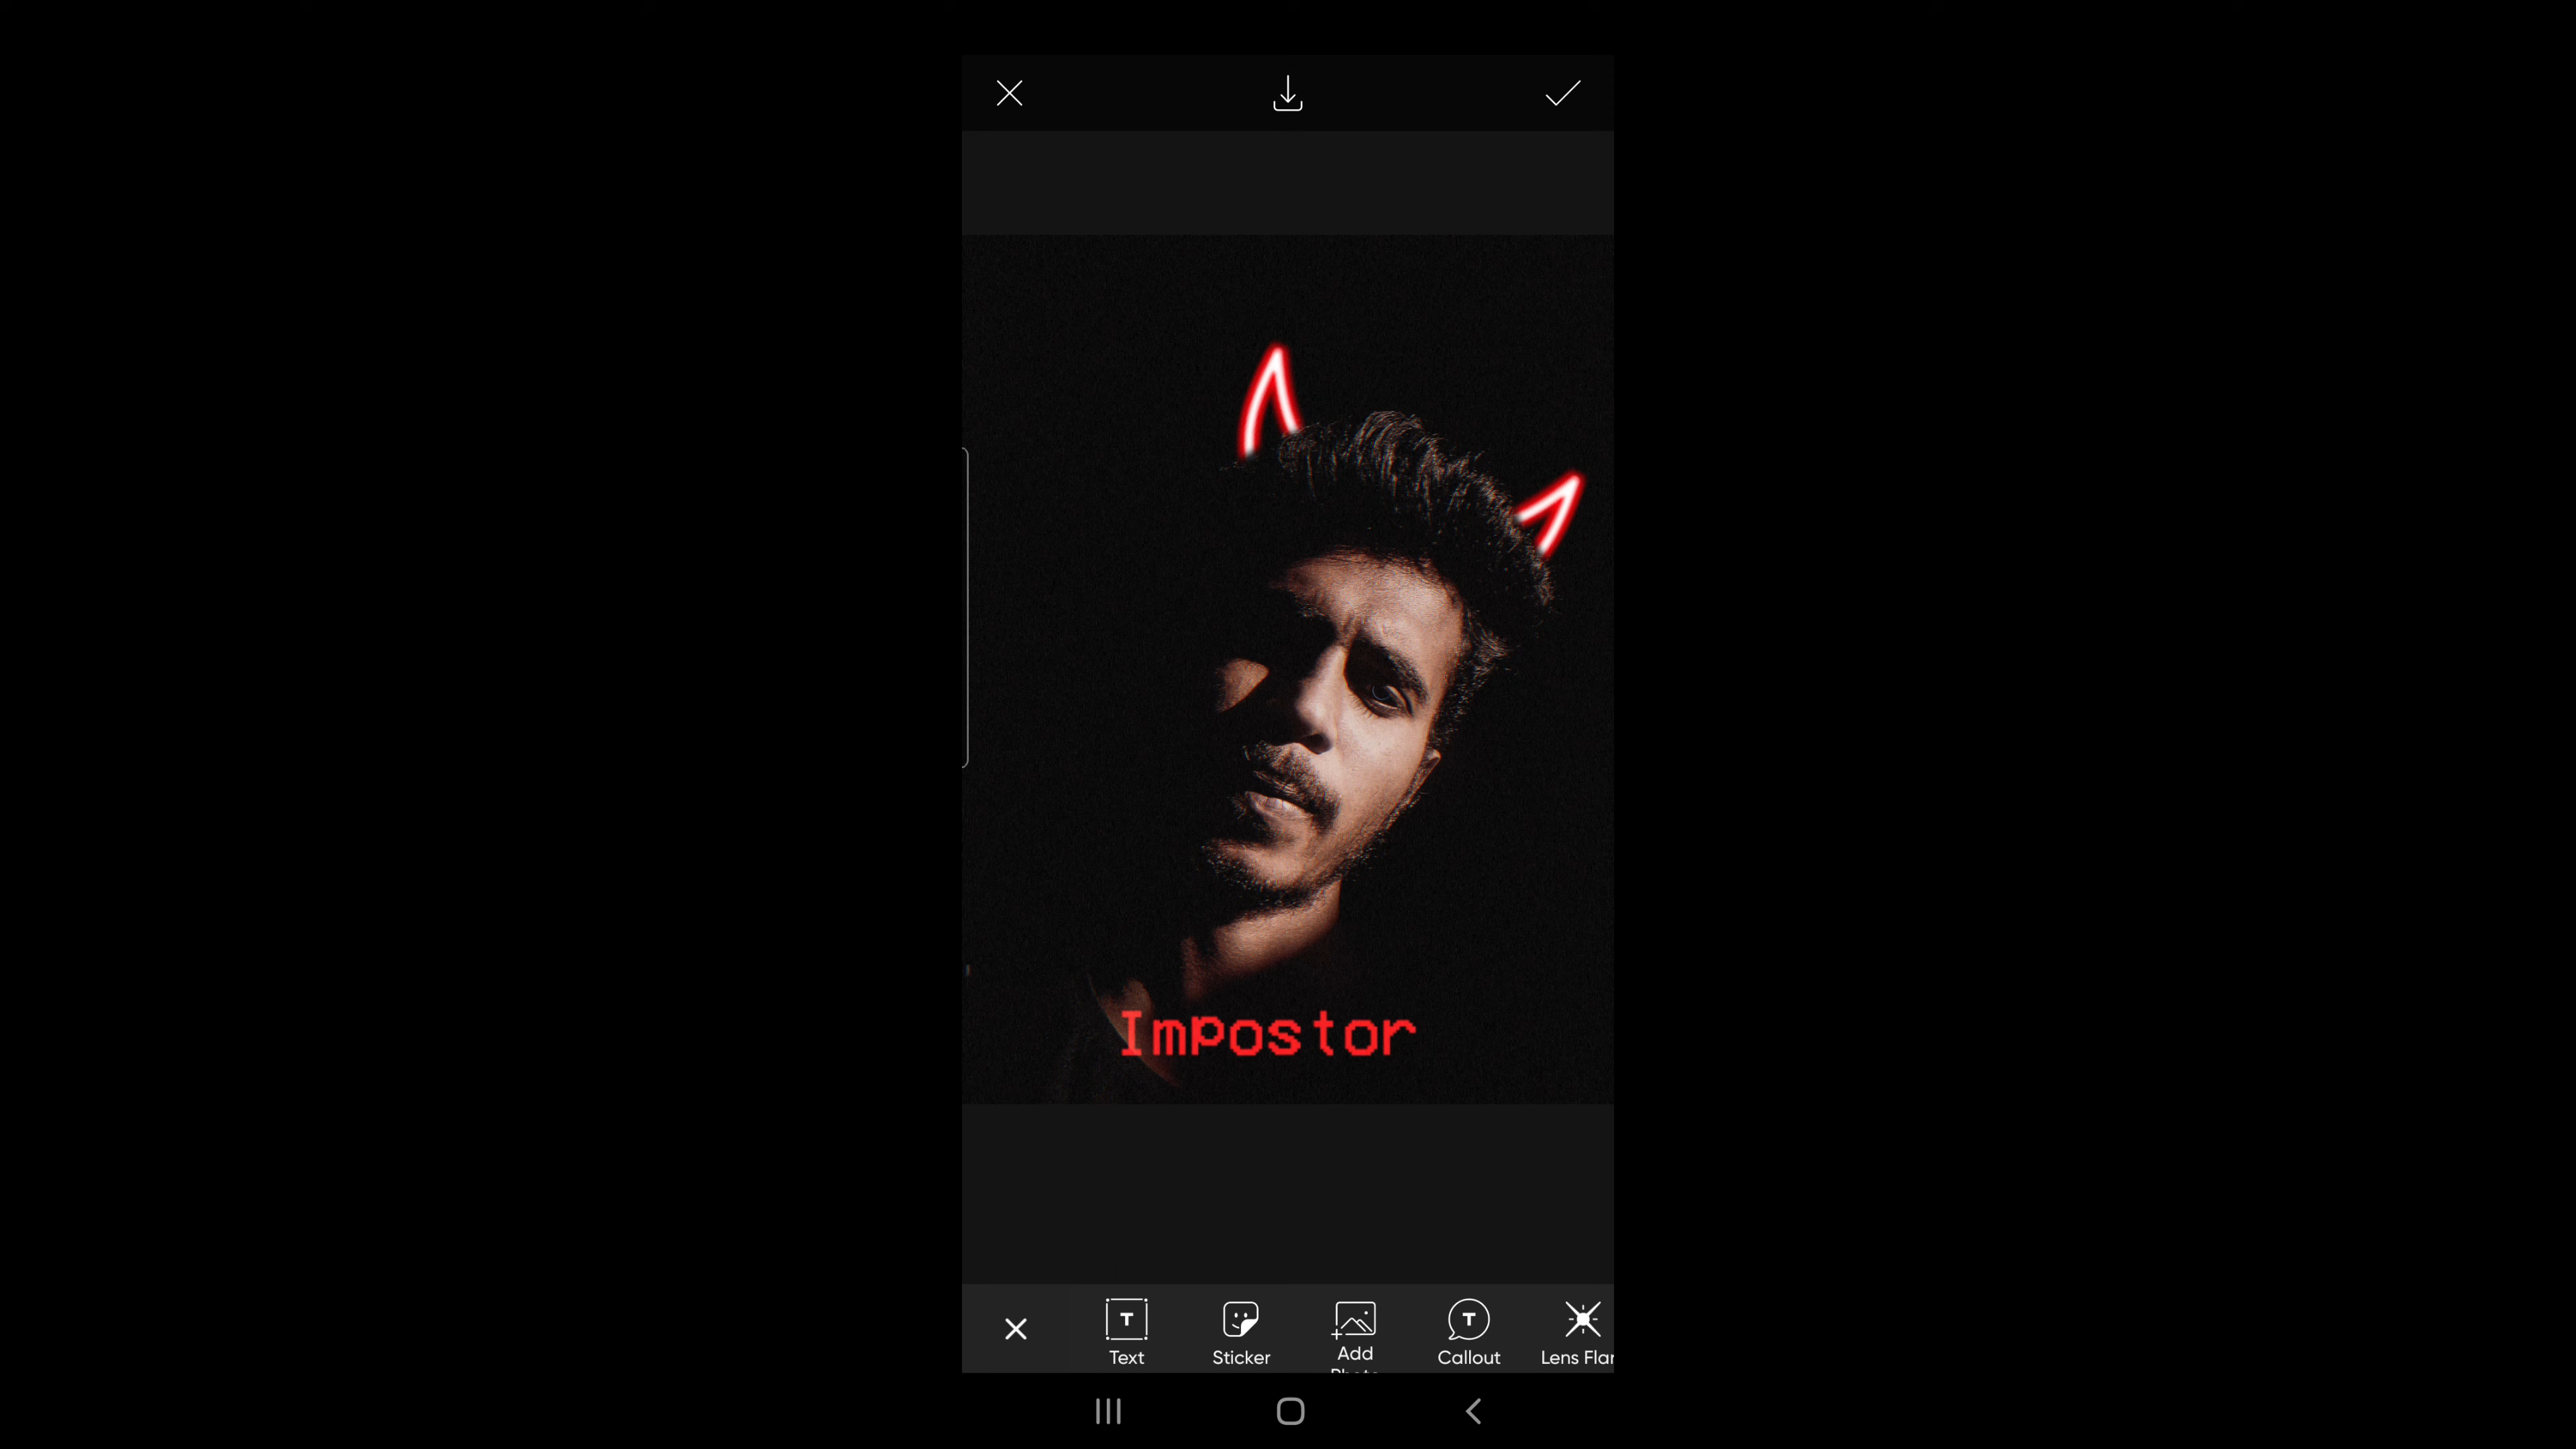 Impostor
Text
Sticker
Add
Callout
Lens Flar